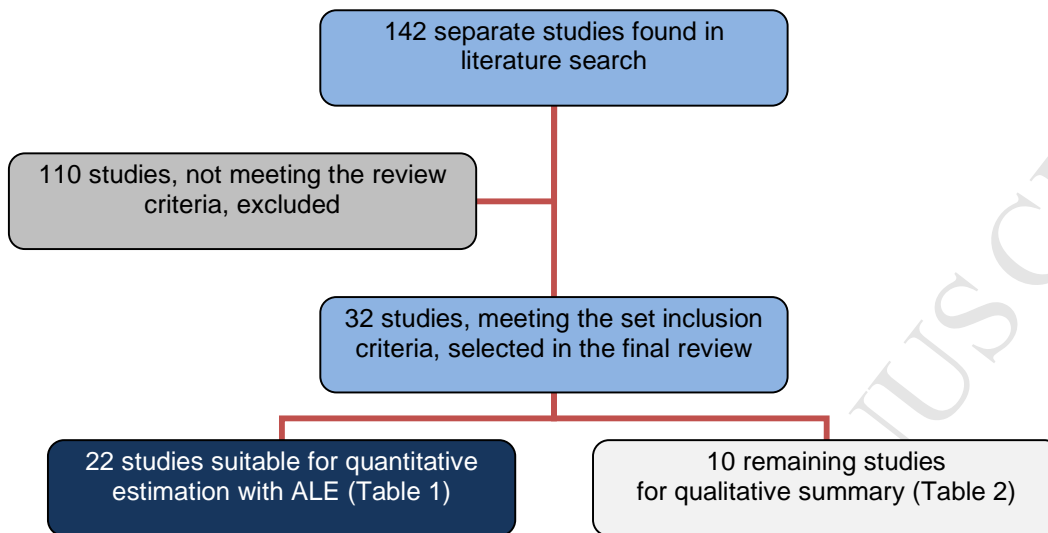 142 separate studies found in
literature search
110 studies, not meeting the review
criteria, excluded
32 studies, meeting the set inclusion
criteria, selected in the final review
22 studies suitable for quantitative
estimation with ALE (Table 1)
10 remaining studies
for qualitative summary (Table 2)